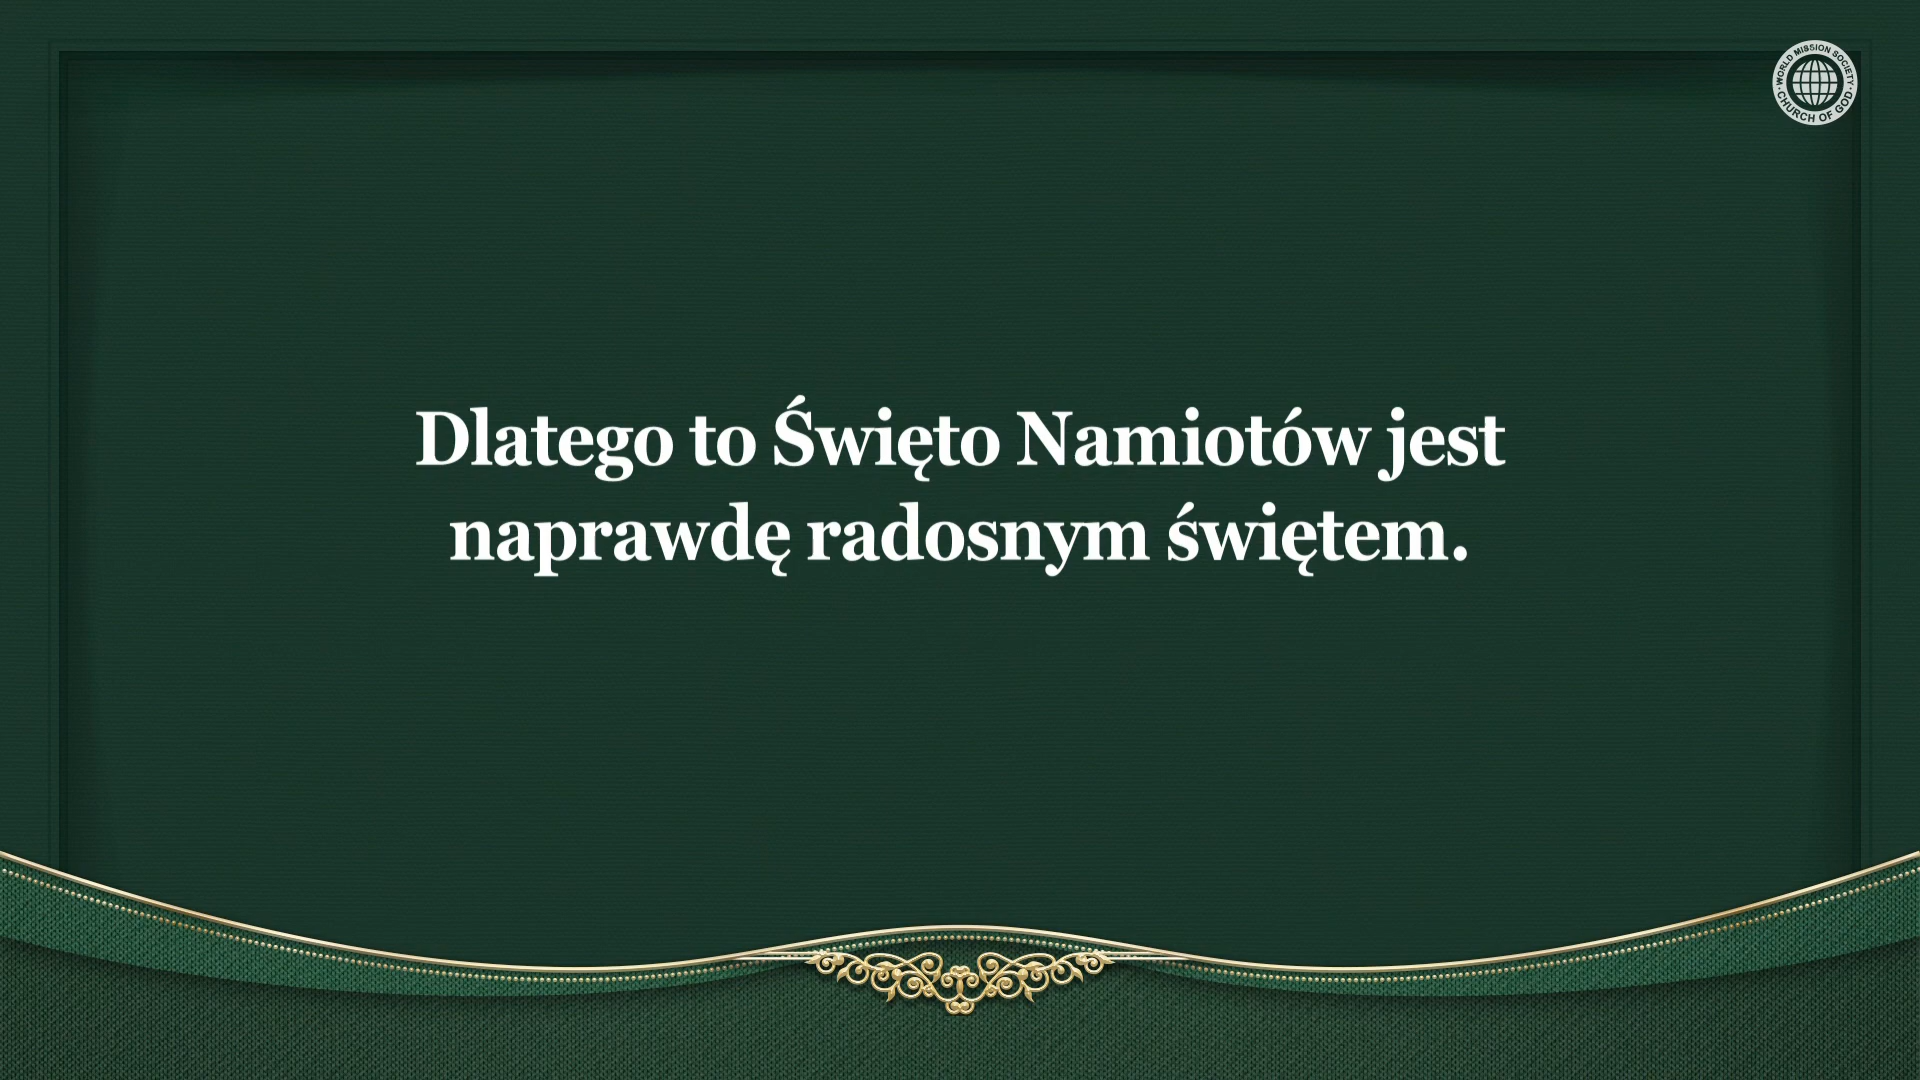 WORLD MISSION SOCIETY
CHURCH OF GOD
Dlatego to Święto Namiotów jest
naprawdę radosnym świętem.